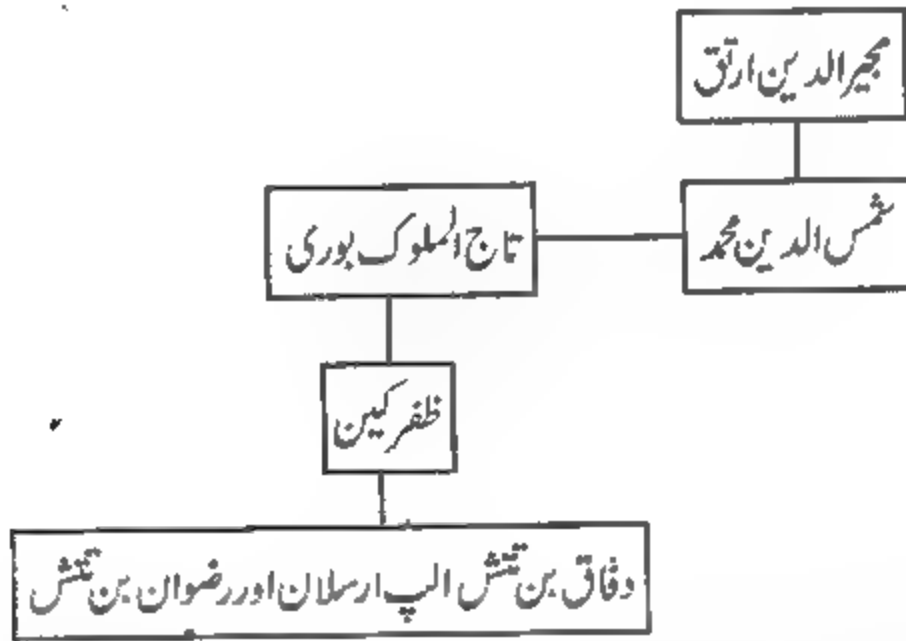 مجیر الدین ارتق
شمس الدین محمد
تاج الملوک بوری
ظفر کین
دفاق بن تتش الپ ارسلان اور رضوان بن تتش